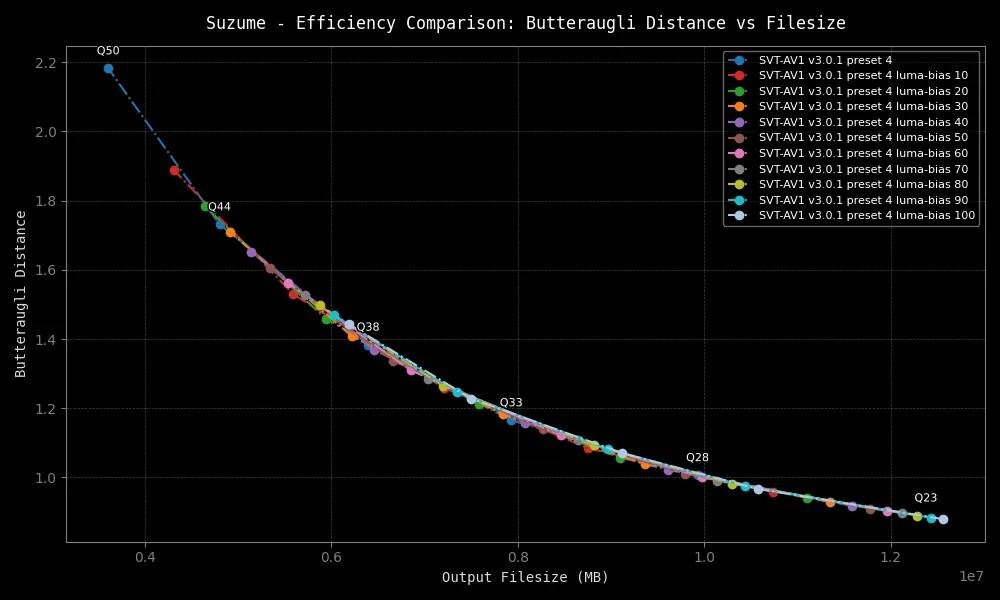 Suzume - Efficiency Comparison: Butteraugli Distance vs Filesize
Q50
Q44
Q38
Q33
Q28
Q23
SVT-AV1 v3.0.1 preset 4
SVT-AV1 v3.0.1 preset 4 luma-bias 10
SVT-AV1 v3.0.1 preset 4 luma-bias 20
SVT-AV1 v3.0.1 preset 4 luma-bias 30
SVT-AV1 v3.0.1 preset 4 luma-bias 40
SVT-AV1 v3.0.1 preset 4 luma-bias 50
SVT-AV1 v3.0.1 preset 4 luma-bias 60
SVT-AV1 v3.0.1 preset 4 luma-bias 70
SVT-AV1 v3.0.1 preset 4 luma-bias 80
SVT-AV1 v3.0.1 preset 4 luma-bias 90
SVT-AV1 v3.0.1 preset 4 luma-bias 100
Butteraugli Distance
2.2
2.0
1.8
1.6
1.4
1.2
1.0
0.4
0.6
0.8
1.0
1.2
1e7
Output Filesize (MB)